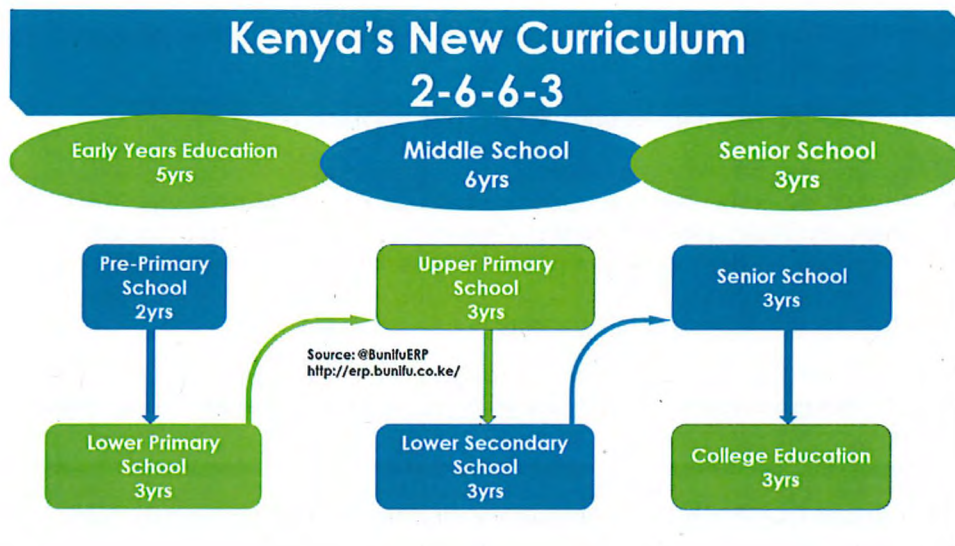 Kenya's New Curriculum
2-6-6-3
Early Years Education
5yrs
Middle School
6yrs
Senior School
3yrs
Pre-Primary
School
2yrs
Upper Primary
School
3yrs
Senior School
3yrs
Source: @BunifuERP
http://erp.bunifu.co.ke/
Lower Primary
School
3yrs
Lower Secondary
School
3yrs
College Education
3yrs